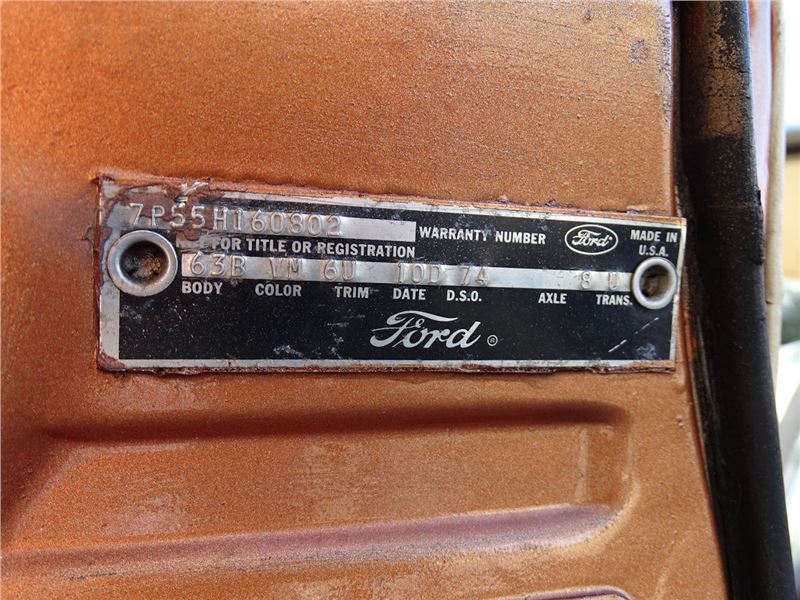 7P55H160802
WARRANTY NUMBER
Ford
MADE IN
U.S.A.
NOT FOR TITLE OR REGISTRATION
63B VM 6U 10D 74 8 U
BODY COLOR TRIM DATE D.S.O. AXLE TRANS.
Ford ®